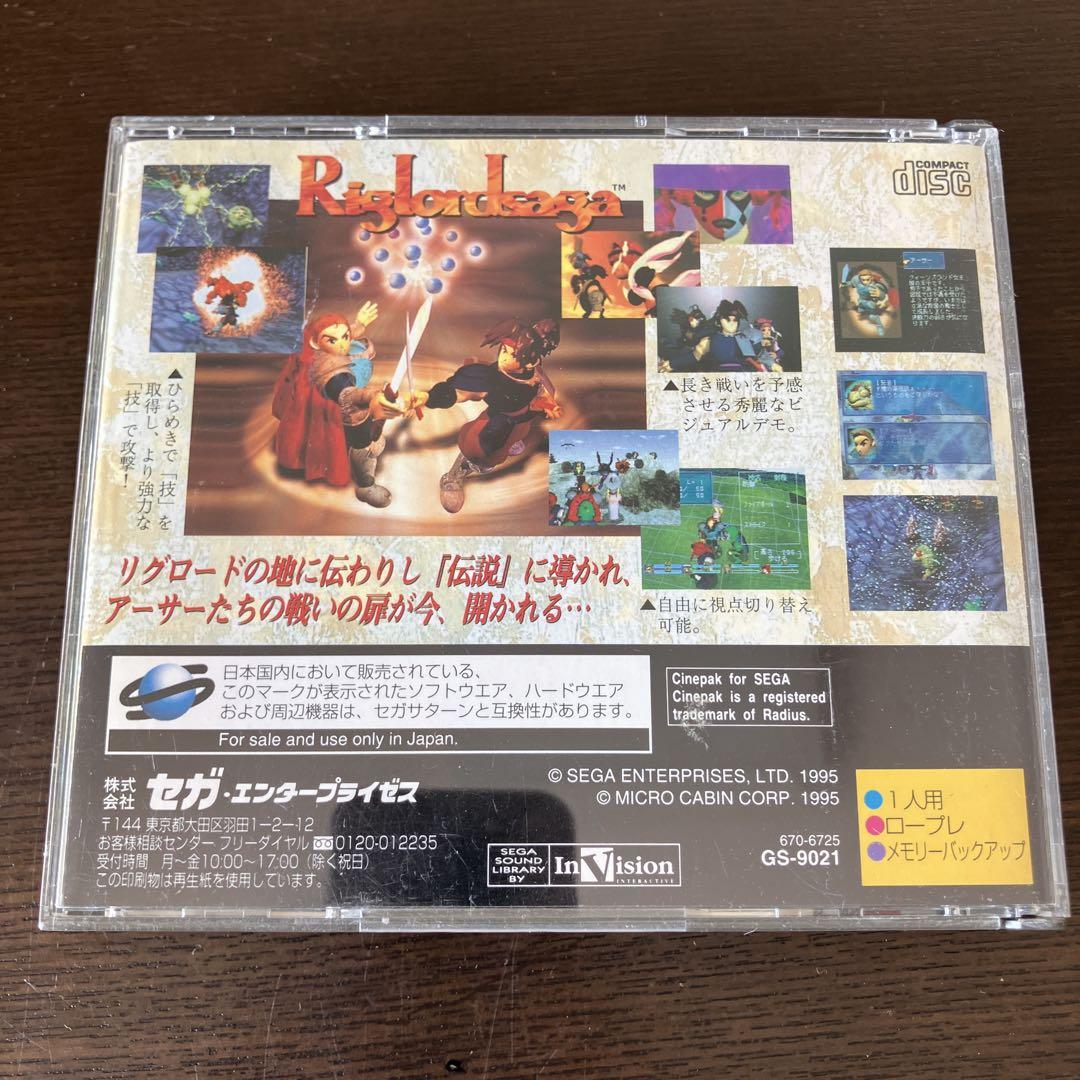 Riglordsaga™
COMPACT
disc
アーサー
▲ひらめきで「技」を
取得し、より強力な
「技」で攻撃！
▲長き戦いを予感
させる秀麗なビ
ジュアルデモ。
▲自由に視点切り替え
可能。
リグロードの地に伝わりし『伝説』に導かれ、
アーサーたちの戦いの扉が今、開かれる…
日本国内において販売されている、
このマークが表示されたソフトウエア、ハードウエア
および周辺機器は、セガサターンと互換性があります。
For sale and use only in Japan.
Cinepak for SEGA
Cinepak is a registered
trademark of Radius.
株式会社 セガ・エンタープライゼス
〒144 東京都大田区羽田1-2-12
お客様相談センター フリーダイヤル 0120-012235
受付時間 月〜金10:00〜17:00（除く祝日）
この印刷物は再生紙を使用しています。
© SEGA ENTERPRISES, LTD. 1995
© MICRO CABIN CORP. 1995
SEGA
SOUND
LIBRARY
BY
InVision
INTERACTIVE
670-6725
GS-9021
1人用
ロープレ
メモリーバックアップ